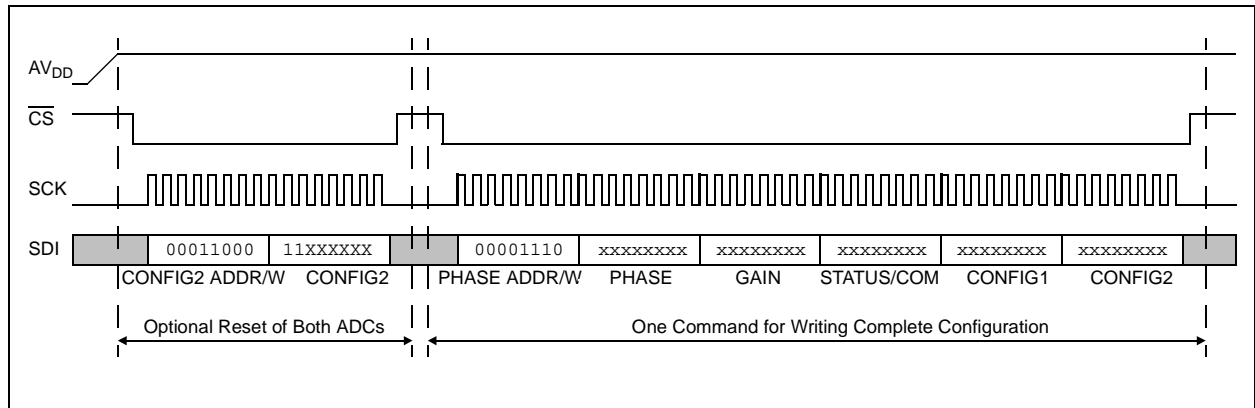 AVDD
CS
SCK
SDI 00011000 11XXXXXX 00001110 xxxxxxxx xxxxxxxx xxxxxxxx xxxxxxxx xxxxxxxx
CONFIG2 ADDR/W CONFIG2 PHASE ADDR/W PHASE GAIN STATUS/COM CONFIG1 CONFIG2
Optional Reset of Both ADCs One Command for Writing Complete Configuration